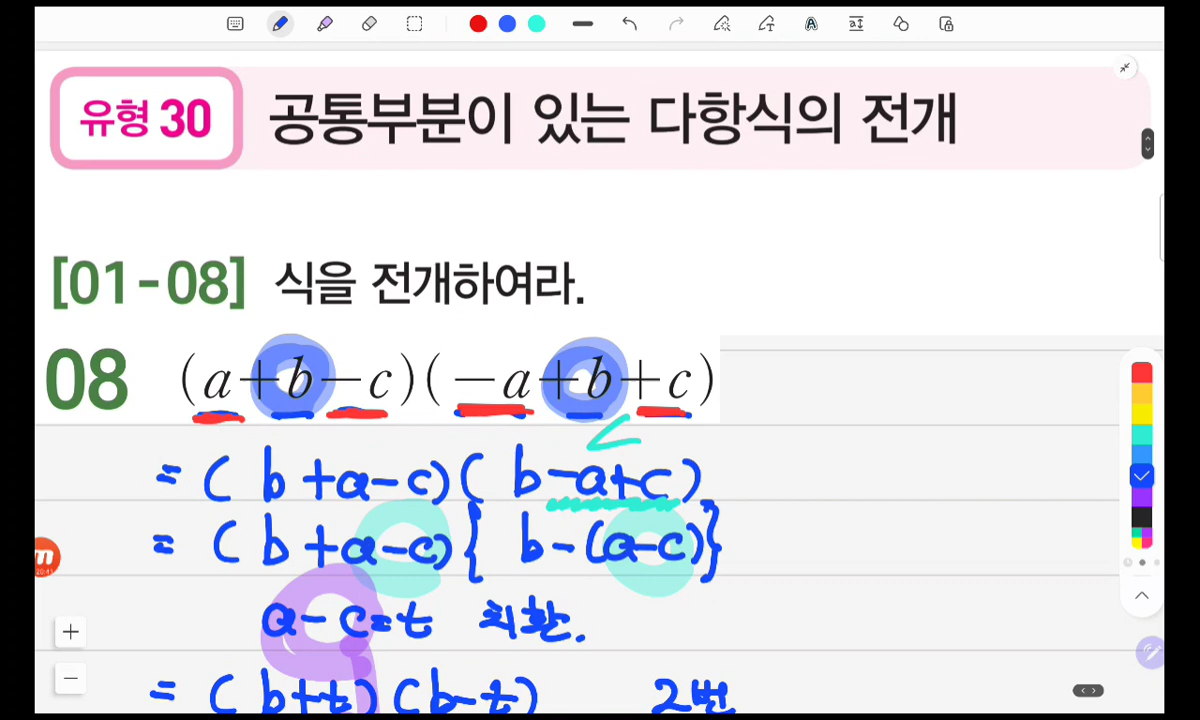 유형 30 공통부분이 있는 다항식의 전개
[01-08] 식을 전개하여라.
08 (a+b-c)(-a+b+c)
= (b+a-c)(b-a+c)
= (b+a-c){b-(a-c)}
a-c=t 치환.
= (b+t)(b-t) 2번